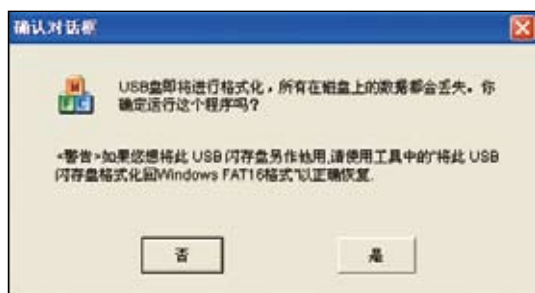 确认对话框
USB盘即将进行格式化，所有在磁盘上的数据都会丢失。你
确定运行这个程序吗？
<警告>如果您想将此 USB 闪存盘另作他用,请使用工具中的“将此 USB
闪存盘格式化回Windows FAT16格式”以正确恢复.
否
是